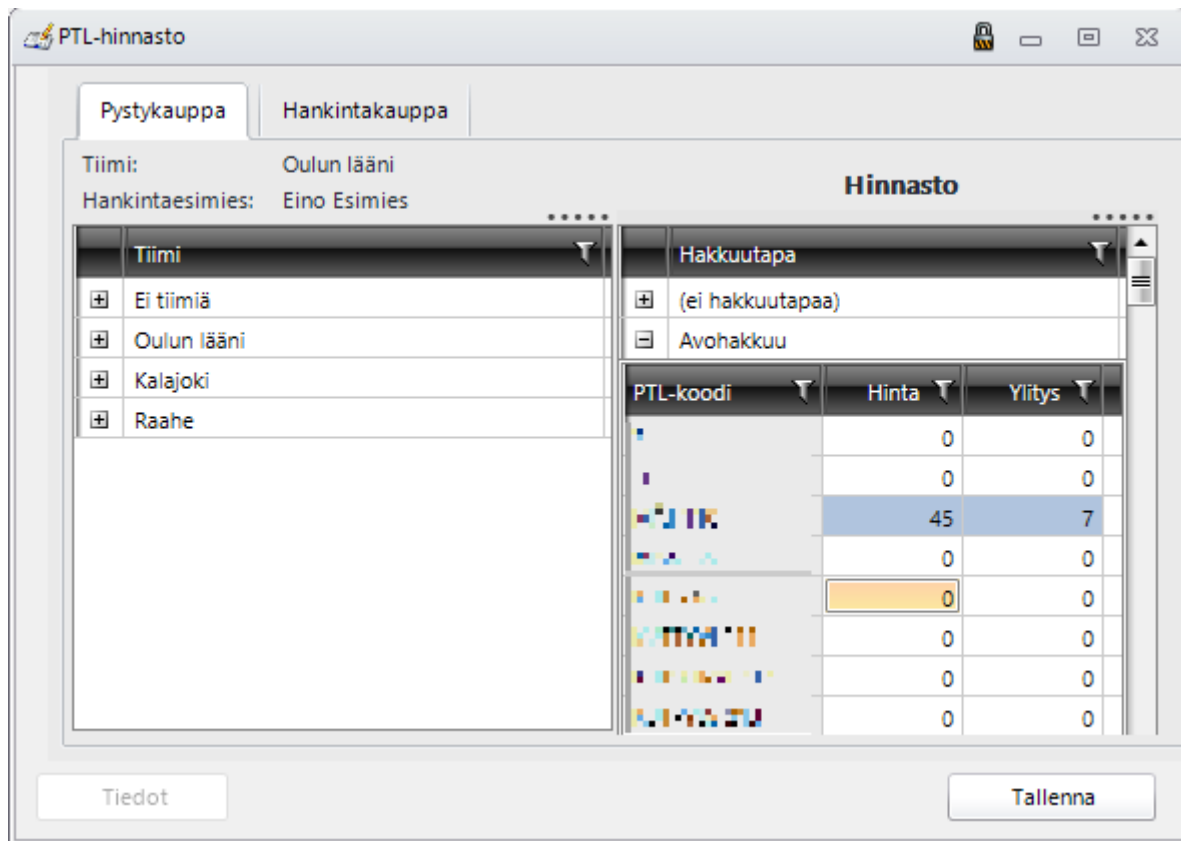 PTL-hinnasto
Pystykauppa Hankintakauppa
Tiimi: Oulun lääni
Hankintaesimies: Eino Esimies
Hinnasto
Tiimi
Ei tiimiä
Oulun lääni
Kalajoki
Raahe
Hakkuutapa
(ei hakkuutapaa)
Avohakkuu
PTL-koodi Hinta Ylitys
0 0
0 0
45 7
0 0
0 0
0 0
0 0
0 0
Tiedot Tallenna